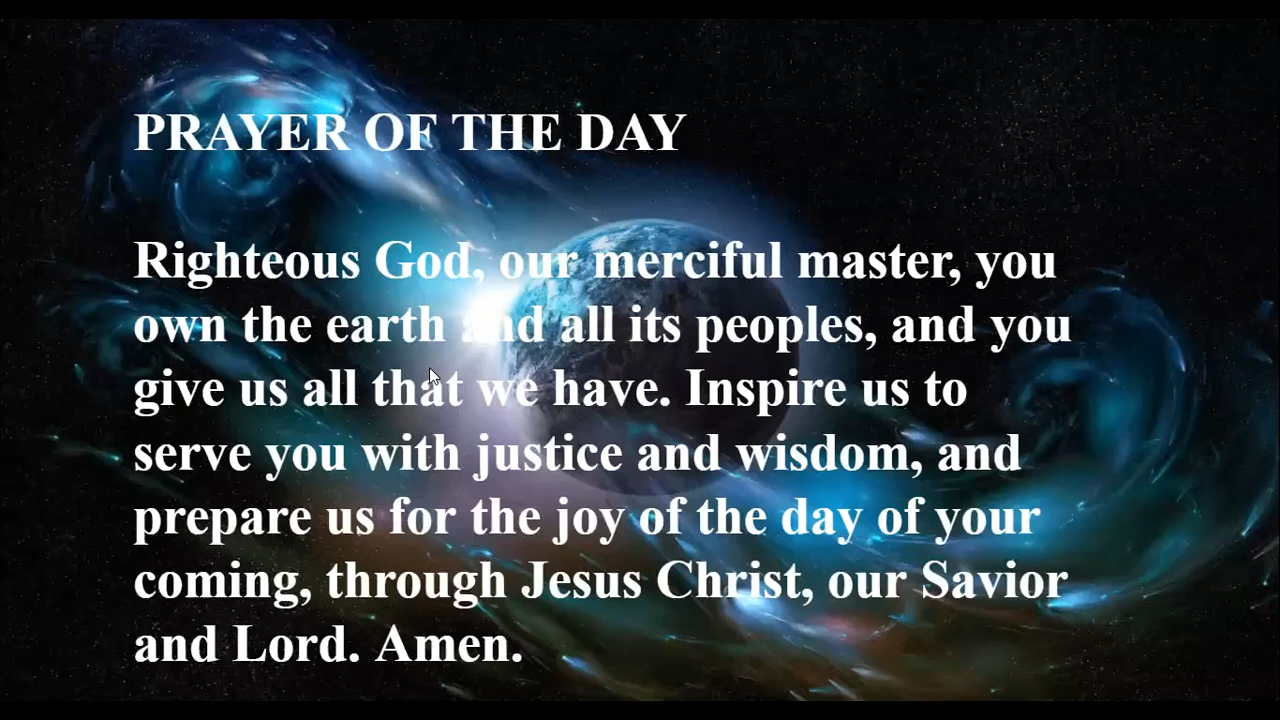 PRAYER OF THE DAY
Righteous God, our merciful master, you
own the earth and all its peoples, and you
give us all that we have. Inspire us to
serve you with justice and wisdom, and
prepare us for the joy of the day of your
coming, through Jesus Christ, our Savior
and Lord. Amen.